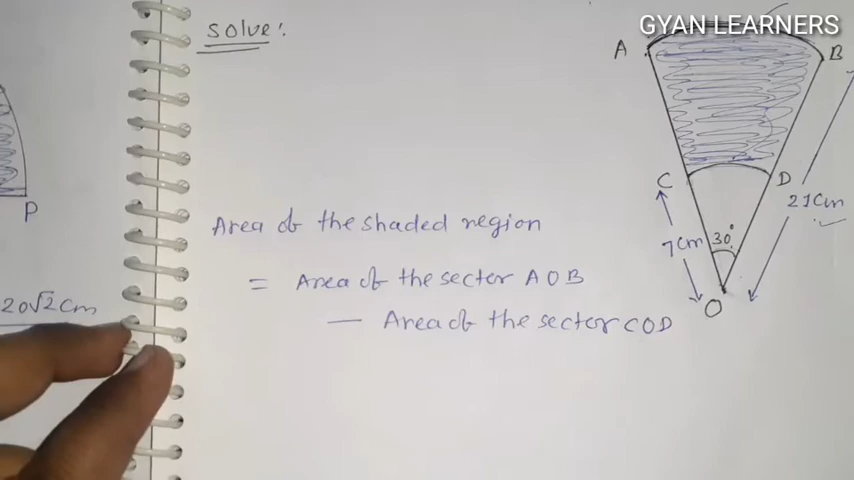 GYAN LEARNERS
Solve :
A
B
C
D
21cm
7cm
30°
O
Area of the shaded region
= Area of the sector AOB
— Area of the sector COD
P
20√2 cm